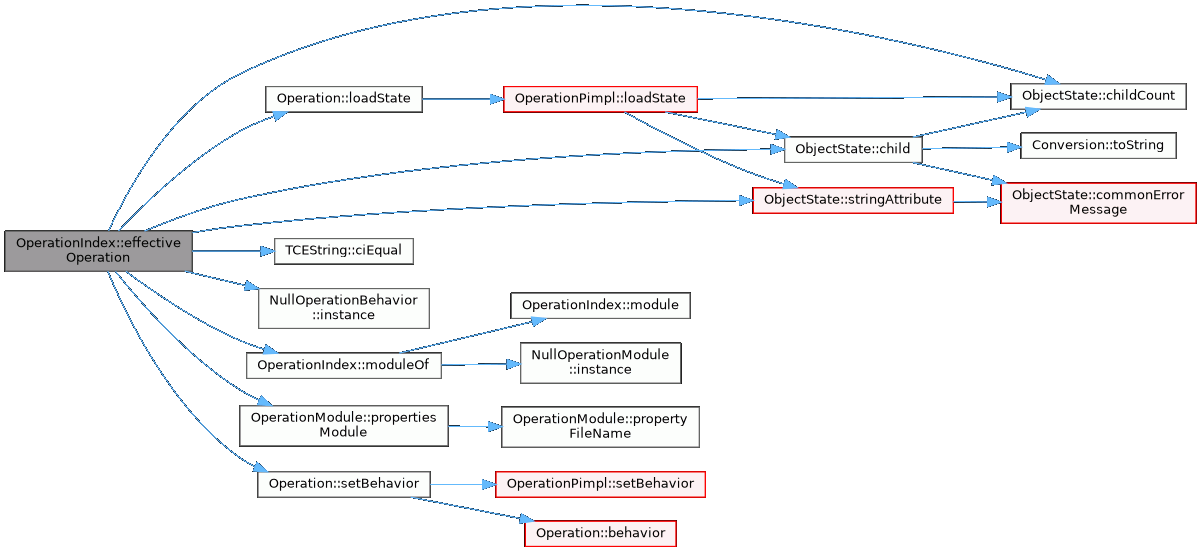 OperationIndex::effective
Operation
Operation::loadState
OperationPimpl::loadState
ObjectState::childCount
ObjectState::child
Conversion::toString
ObjectState::stringAttribute
ObjectState::commonError
Message
TCEString::ciEqual
NullOperationBehavior
::instance
OperationIndex::moduleOf
OperationIndex::module
NullOperationModule
::instance
OperationModule::properties
Module
OperationModule::property
FileName
Operation::setBehavior
OperationPimpl::setBehavior
Operation::behavior